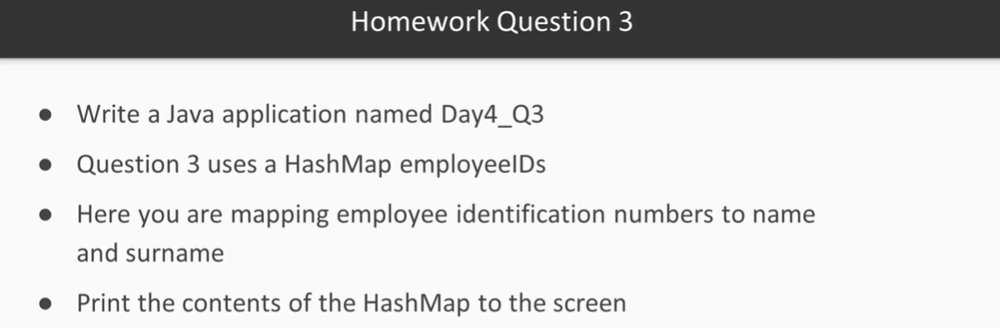 Homework Question 3
● Write a Java application named Day4_Q3
● Question 3 uses a HashMap employeeIDs
● Here you are mapping employee identification numbers to name
and surname
● Print the contents of the HashMap to the screen